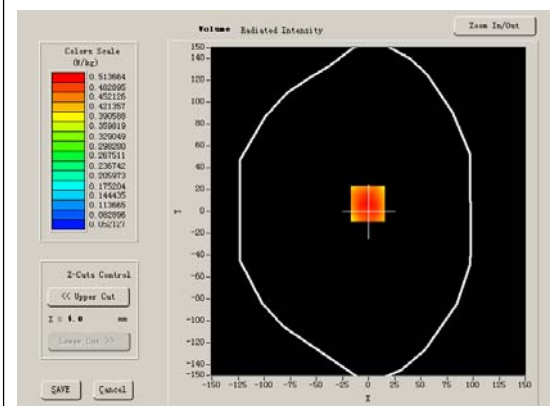 Volume Radiated Intensity
Zoom In/Out
Colors Scale
(W/kg)
0.513664
0.482895
0.452126
0.421357
0.390588
0.359819
0.329049
0.298280
0.267511
0.236742
0.205973
0.175204
0.144435
0.113665
0.082896
0.052127
Z-Cuts Control
<< Upper Cut
Z = 4.0 mm
Lower Cut >>
SAVE
Cancel
150
140
120
100
80
60
40
20
0
-20
-40
-60
-80
-100
-120
-140
-150
Y
-150 -125 -100 -75 -50 -25 0 25 50 75 100 125 150
X